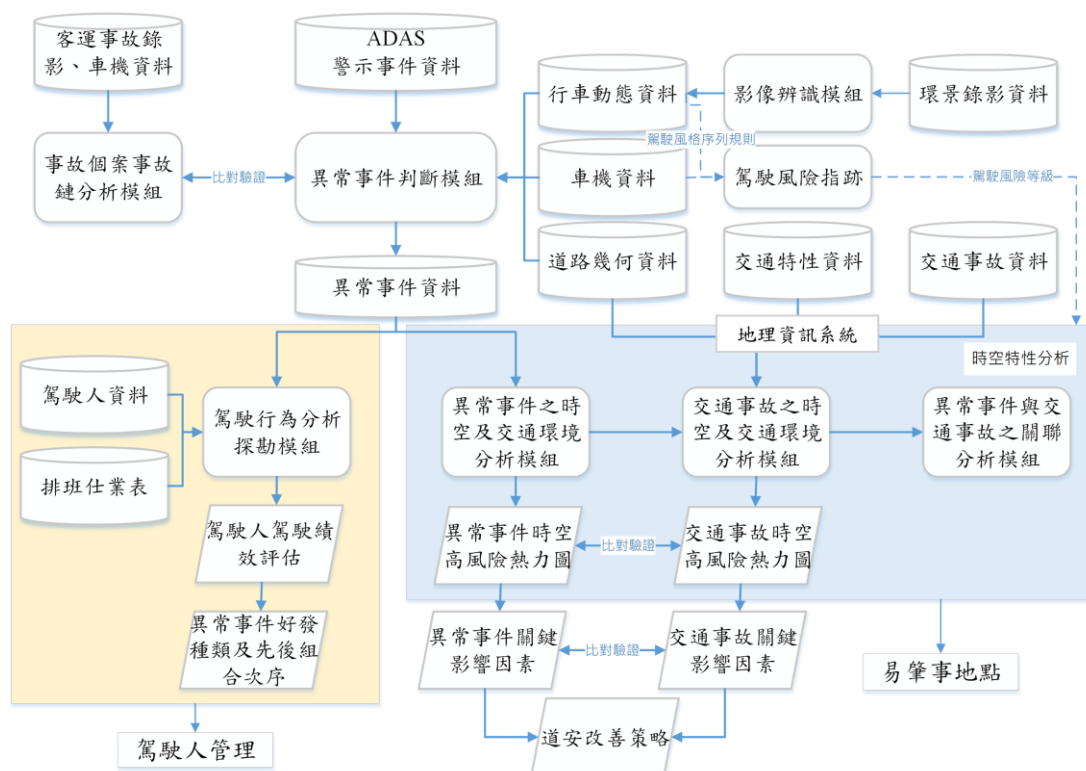 客運事故錄
影、車機資料
ADAS
警示事件資料
行車動態資料
影像辨識模組
環景錄影資料
駕駛風格序列規則
事故個案事故
鏈分析模組
比對驗證
異常事件判斷模組
車機資料
駕駛風險指跡
駕駛風險等級
異常事件資料
道路幾何資料
交通特性資料
交通事故資料
地理資訊系統
時空特性分析
駕駛人資料
排班仕業表
駕駛行為分析
探勘模組
異常事件之時
空及交通環境
分析模組
交通事故之時
空及交通環境
分析模組
異常事件與交
通事故之關聯
分析模組
駕駛人駕駛績
效評估
異常事件時空
高風險熱力圖
比對驗證
交通事故時空
高風險熱力圖
異常事件好發
種類及先後組
合次序
異常事件關鍵
影響因素
比對驗證
交通事故關鍵
影響因素
易肇事地點
駕駛人管理
道安改善策略